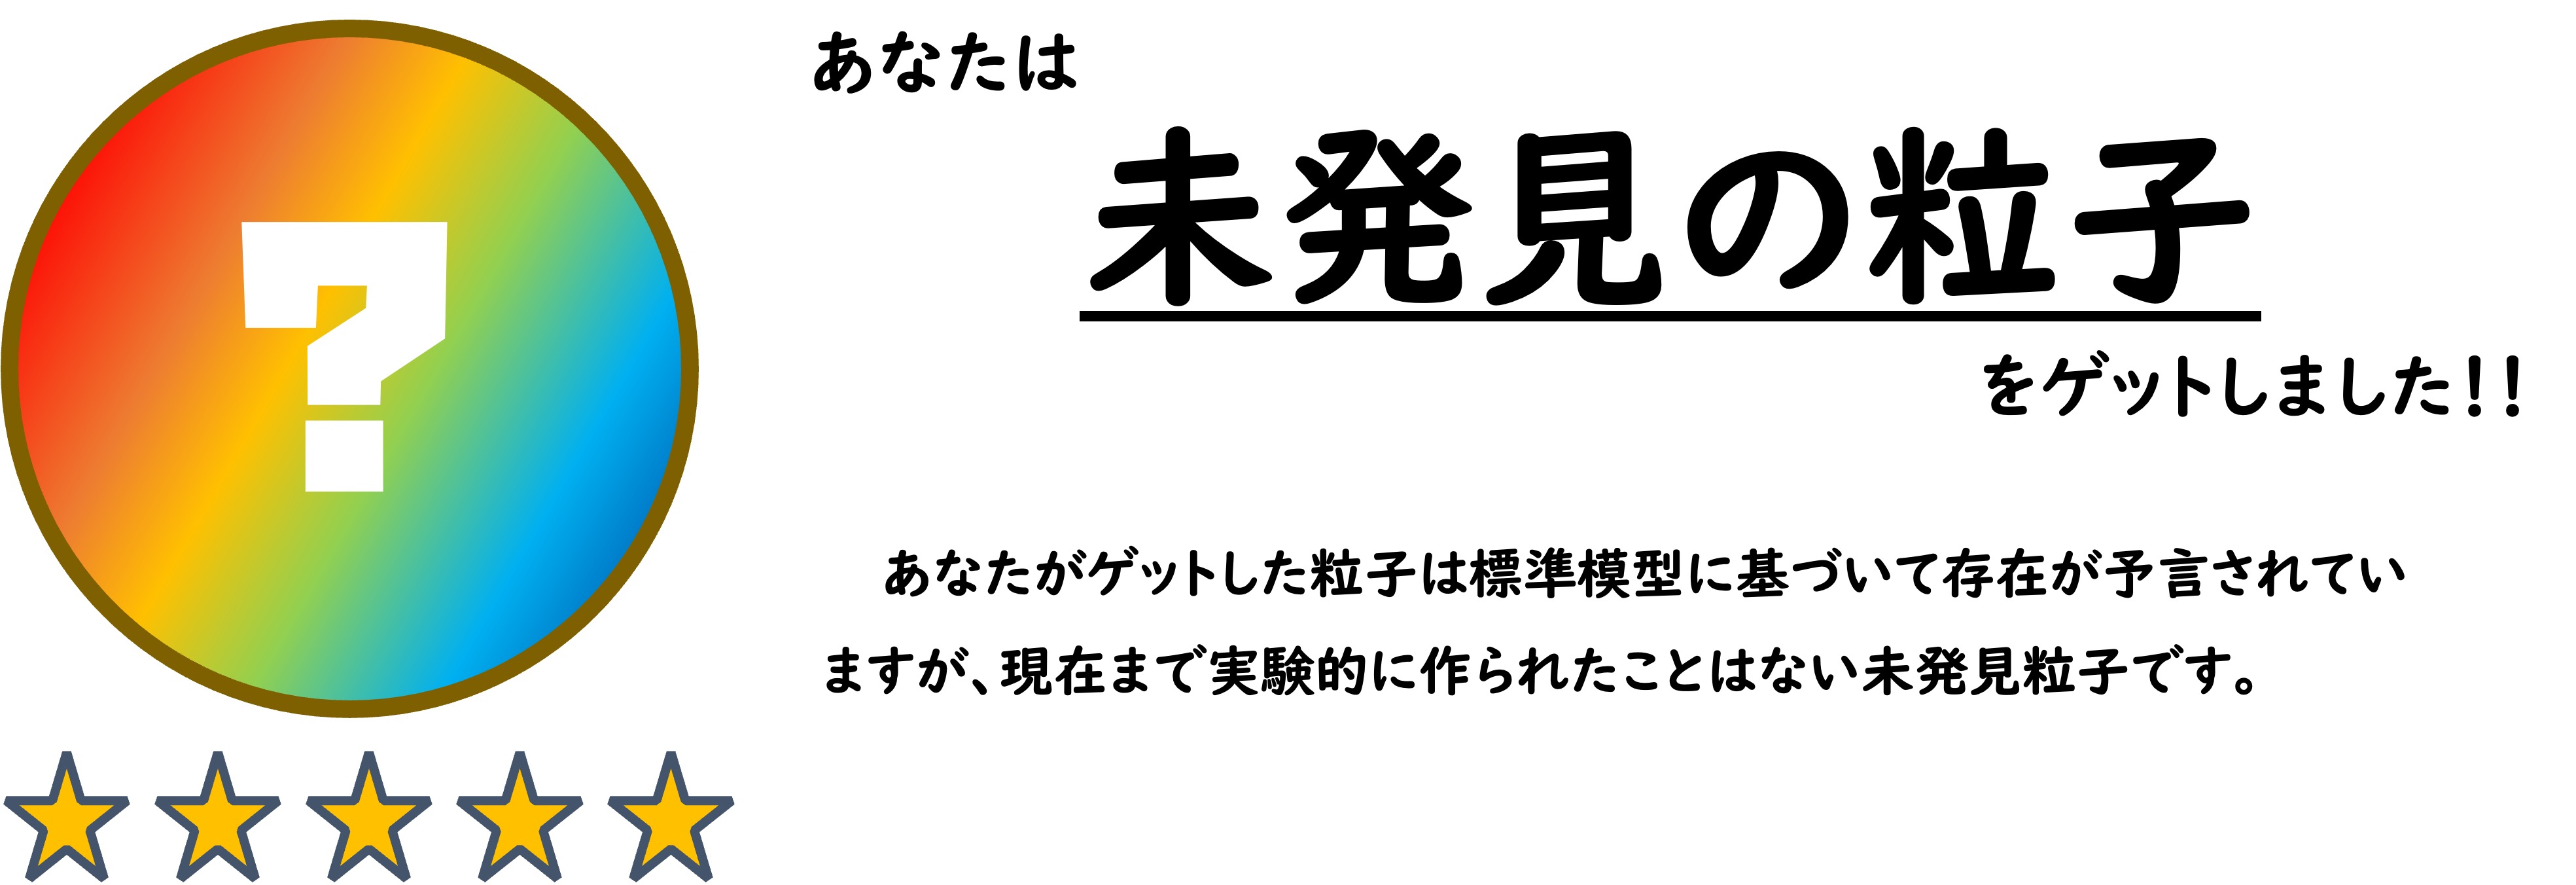 あなたは
未発見の粒子
をゲットしました!!
?
あなたがゲットした粒子は標準模型に基づいて存在が予言されてい
ますが、現在まで実験的に作られたことはない未発見粒子です。